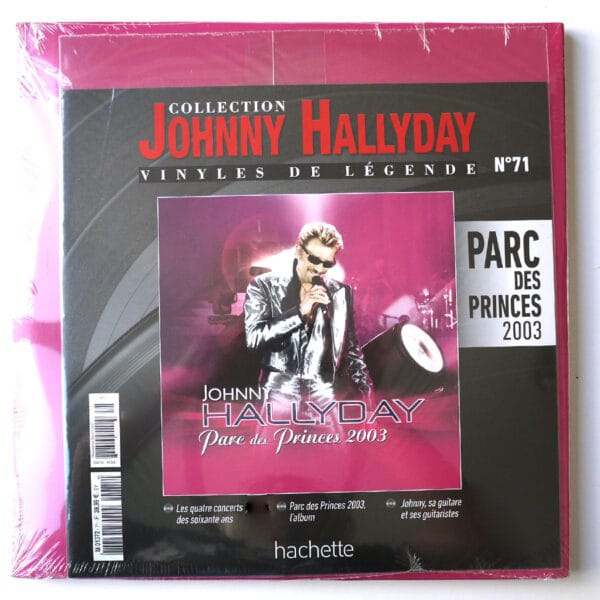 COLLECTION
JOHNNY HALLYDAY
VINYLES DE LÉGENDE
N°71
PARC
DES
PRINCES
2003
JOHNNY
HALLYDAY
Parc des Princes 2003
Les quatre concerts
des soixante ans
Parc des Princes 2003,
l'album
Johnny, sa guitare
et ses guitaristes
hachette